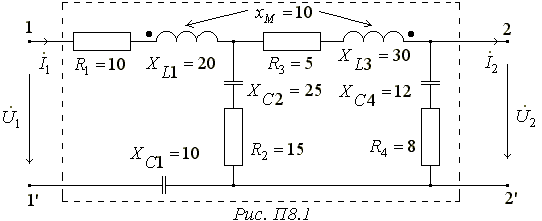 x_M=10
1 2
İ₁ R₁=10 X_L1=20 R₃=5 X_L3=30 İ₂
X_C2=25 X_C4=12
U̇₁ U̇₂
R₂=15 R₄=8
X_C1=10
1' 2'
Рис. П8.1